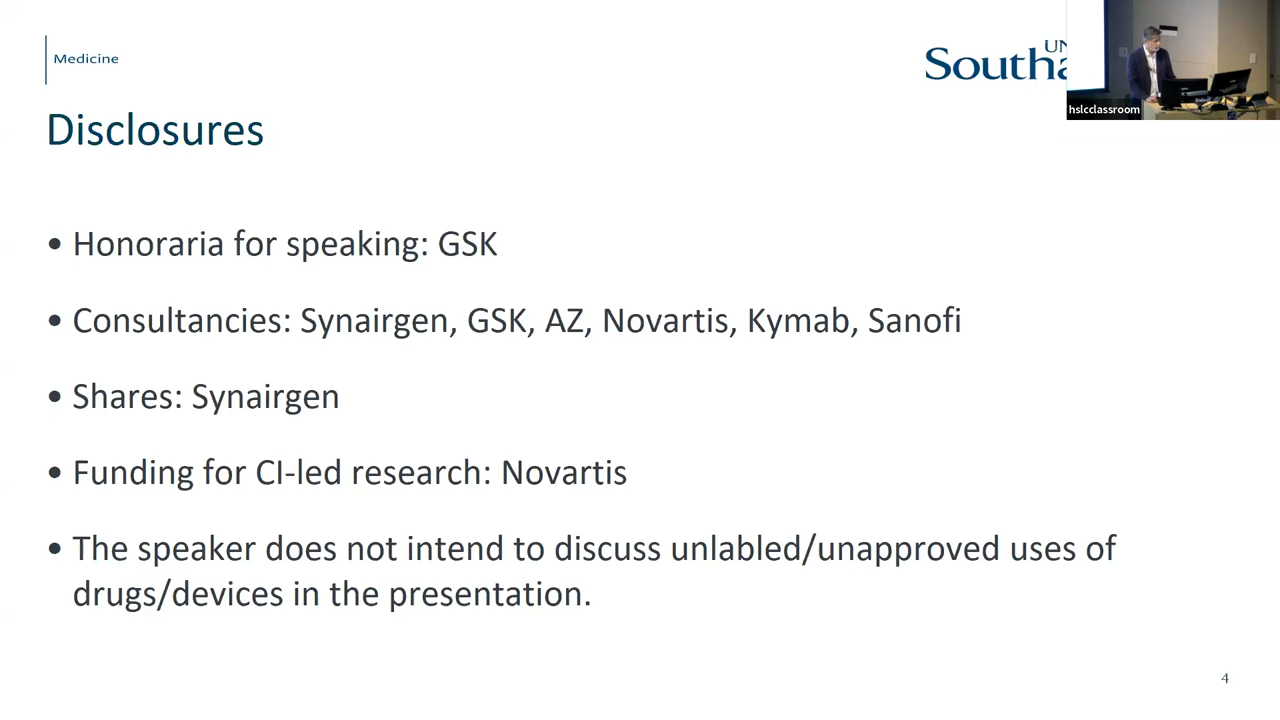 Medicine
UN
Southa
hslcclassroom
Disclosures
• Honoraria for speaking: GSK
• Consultancies: Synairgen, GSK, AZ, Novartis, Kymab, Sanofi
• Shares: Synairgen
• Funding for CI-led research: Novartis
• The speaker does not intend to discuss unlabled/unapproved uses of
drugs/devices in the presentation.
4